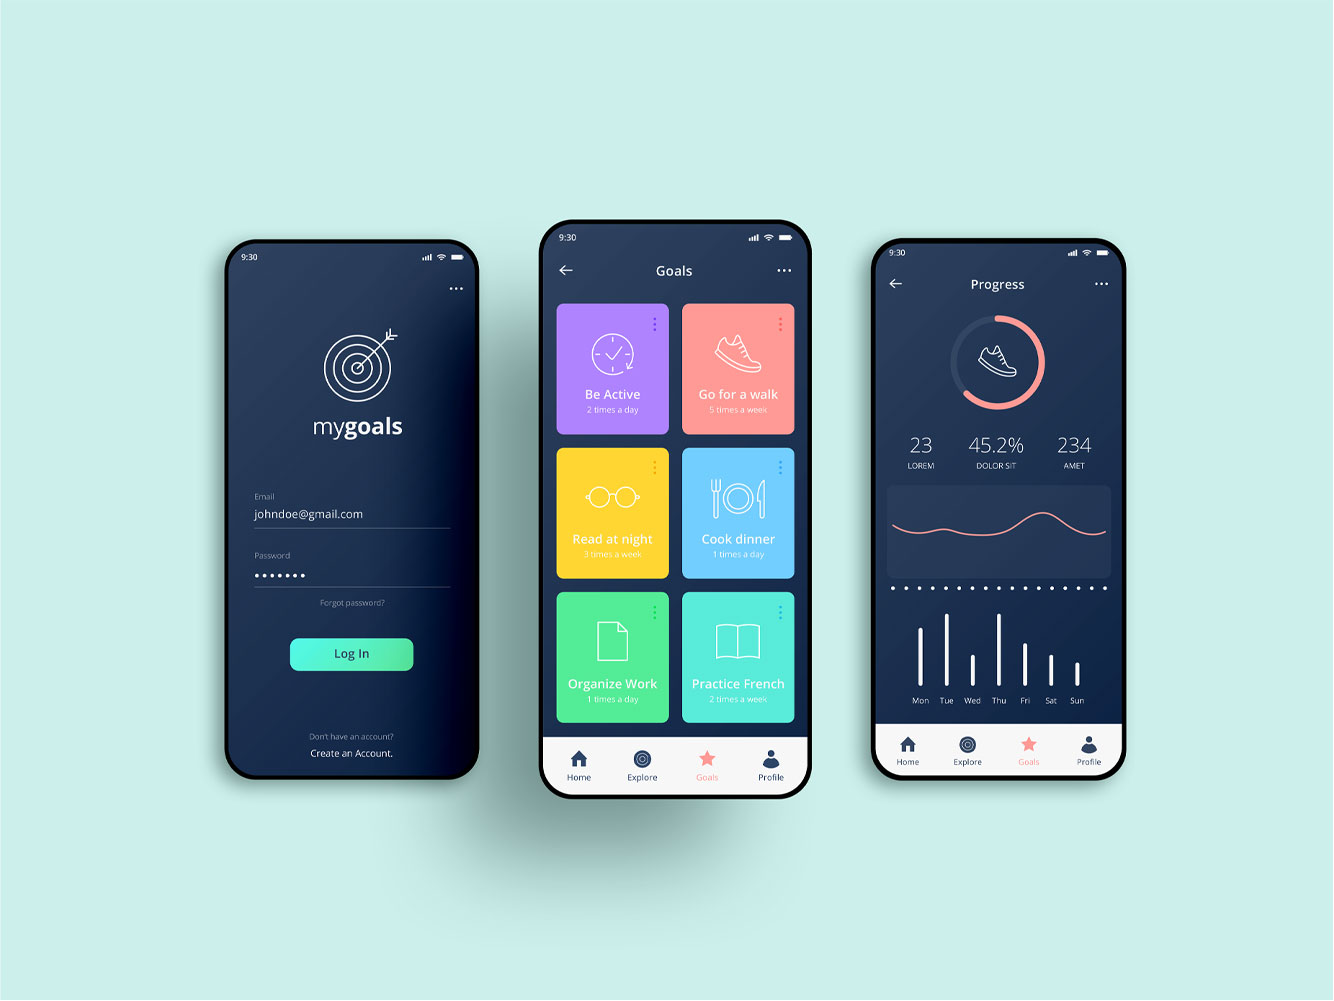 9:30
mygoals
Email
johndoe@gmail.com
Password
Forgot password?
Log In
Don't have an account?
Create an Account.
9:30
Goals
Be Active
2 times a day
Go for a walk
5 times a week
Read at night
3 times a week
Cook dinner
1 times a day
Organize Work
1 times a day
Practice French
2 times a week
Home Explore Goals Profile
9:30
Progress
23 45.2% 234
LOREM DOLOR SIT AMET
Mon Tue Wed Thu Fri Sat Sun
Home Explore Goals Profile